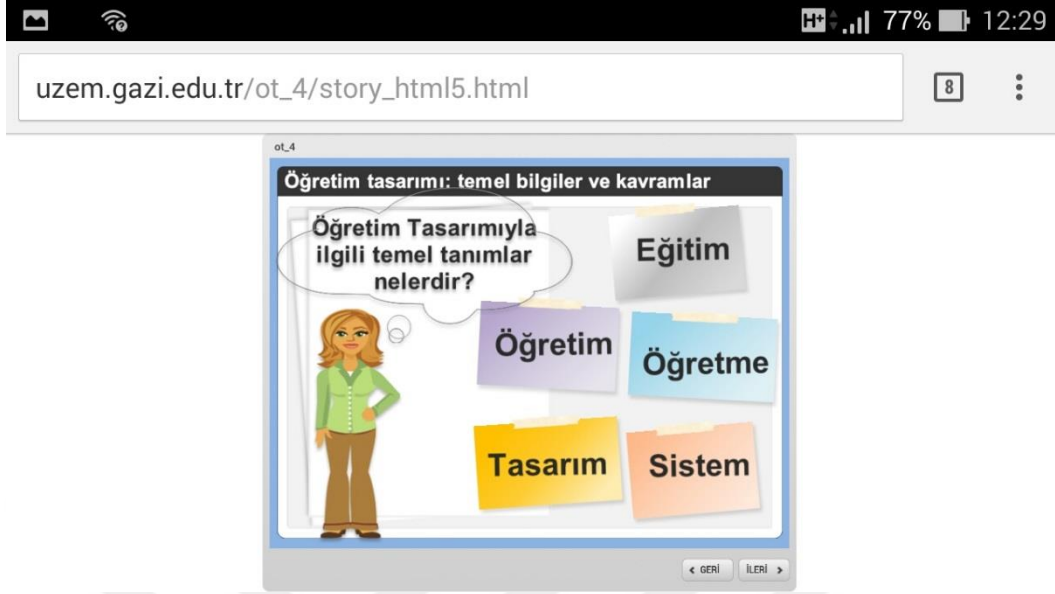 H+ 77% 12:29
uzem.gazi.edu.tr/ot_4/story_html5.html
8
ot_4
Öğretim tasarımı: temel bilgiler ve kavramlar
Öğretim Tasarımıyla
ilgili temel tanımlar
nelerdir?
Eğitim
Öğretim
Öğretme
Tasarım
Sistem
GERİ İLERİ